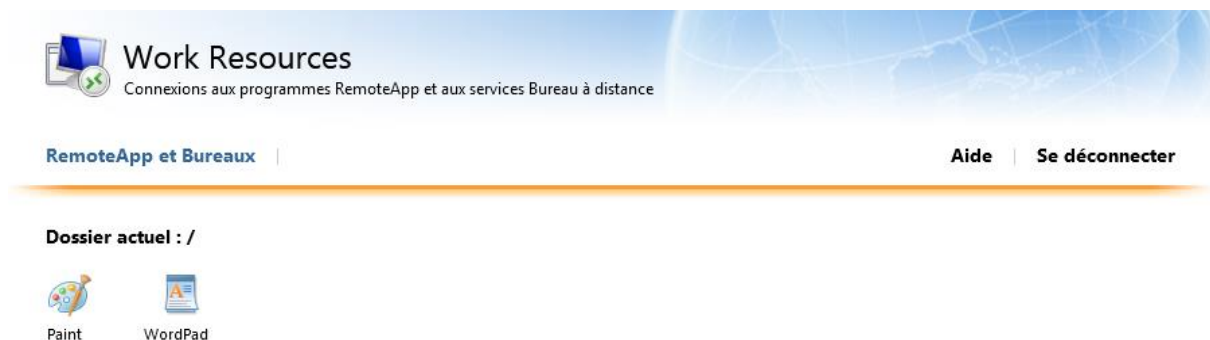 Work Resources
Connexions aux programmes RemoteApp et aux services Bureau à distance
RemoteApp et Bureaux
Aide
Se déconnecter
Dossier actuel : /
Paint
WordPad